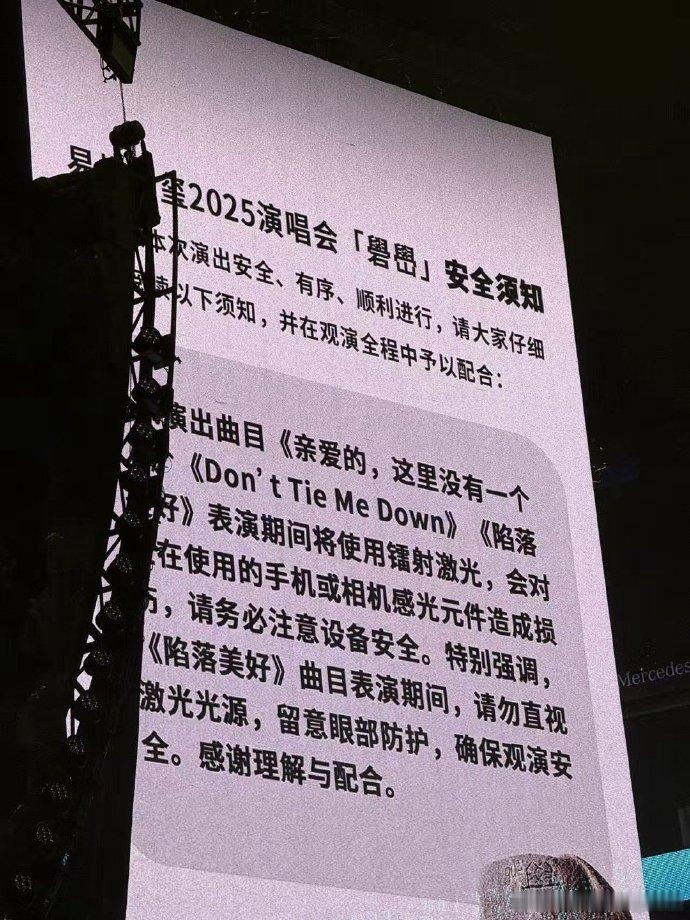 玺2025演唱会「礐嶨」安全须知
本次演出安全、有序、顺利进行，请大家仔细
读以下须知，并在观演全程中予以配合：
演出曲目《亲爱的，这里没有一个
《Don't Tie Me Down》《陷落
好》表演期间将使用镭射激光，会对
在使用的手机或相机感光元件造成损
，请务必注意设备安全。特别强调，
《陷落美好》曲目表演期间，请勿直视
激光光源，留意眼部防护，确保观演安
全。感谢理解与配合。
Mercedes